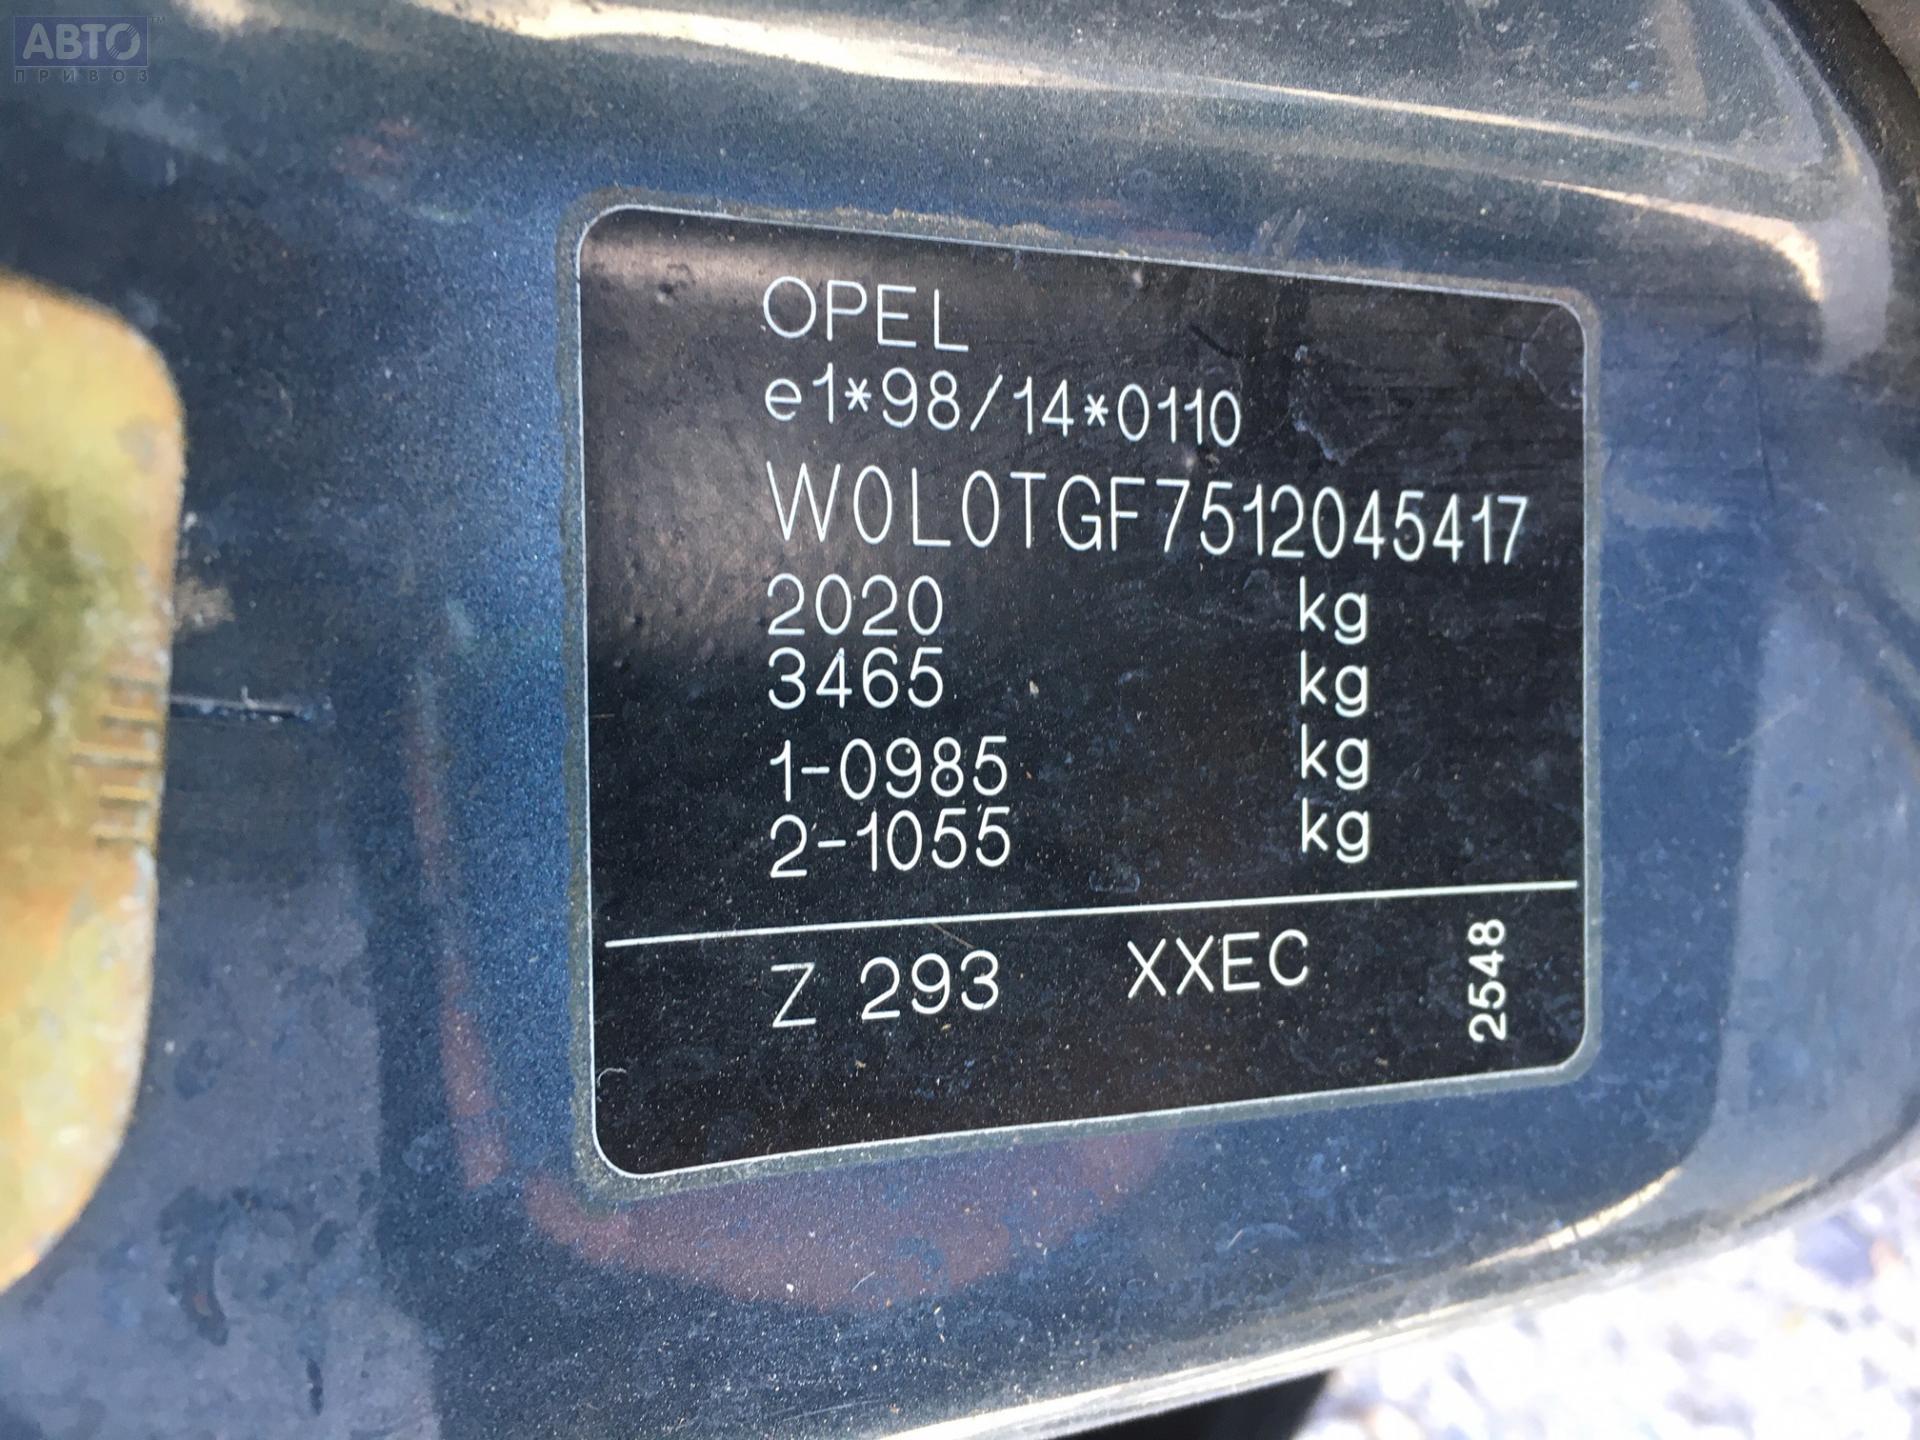 АВТО™
ПРИВОЗ
OPEL
e1*98/14*0110
W0L0TGF7512045417
2020 kg
3465 kg
1-0985 kg
2-1055 kg
Z 293 XXEC 2548